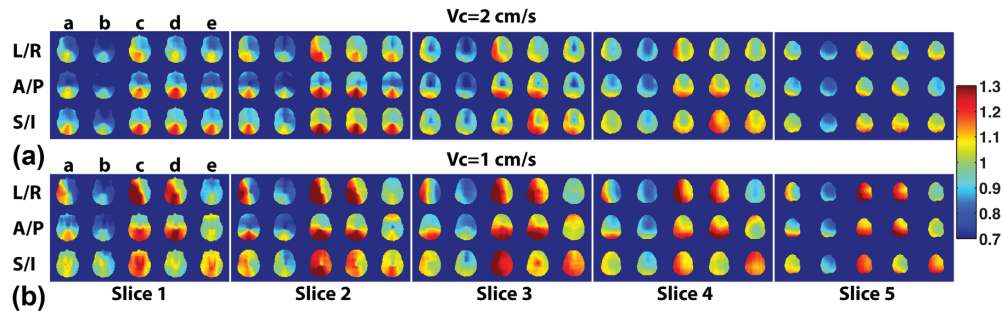 Vc=2 cm/s
a b c d e
L/R
A/P
S/I
(a)
Vc=1 cm/s
a b c d e
L/R
A/P
S/I
(b)
Slice 1 Slice 2 Slice 3 Slice 4 Slice 5
1.3
1.2
1.1
1
0.9
0.8
0.7